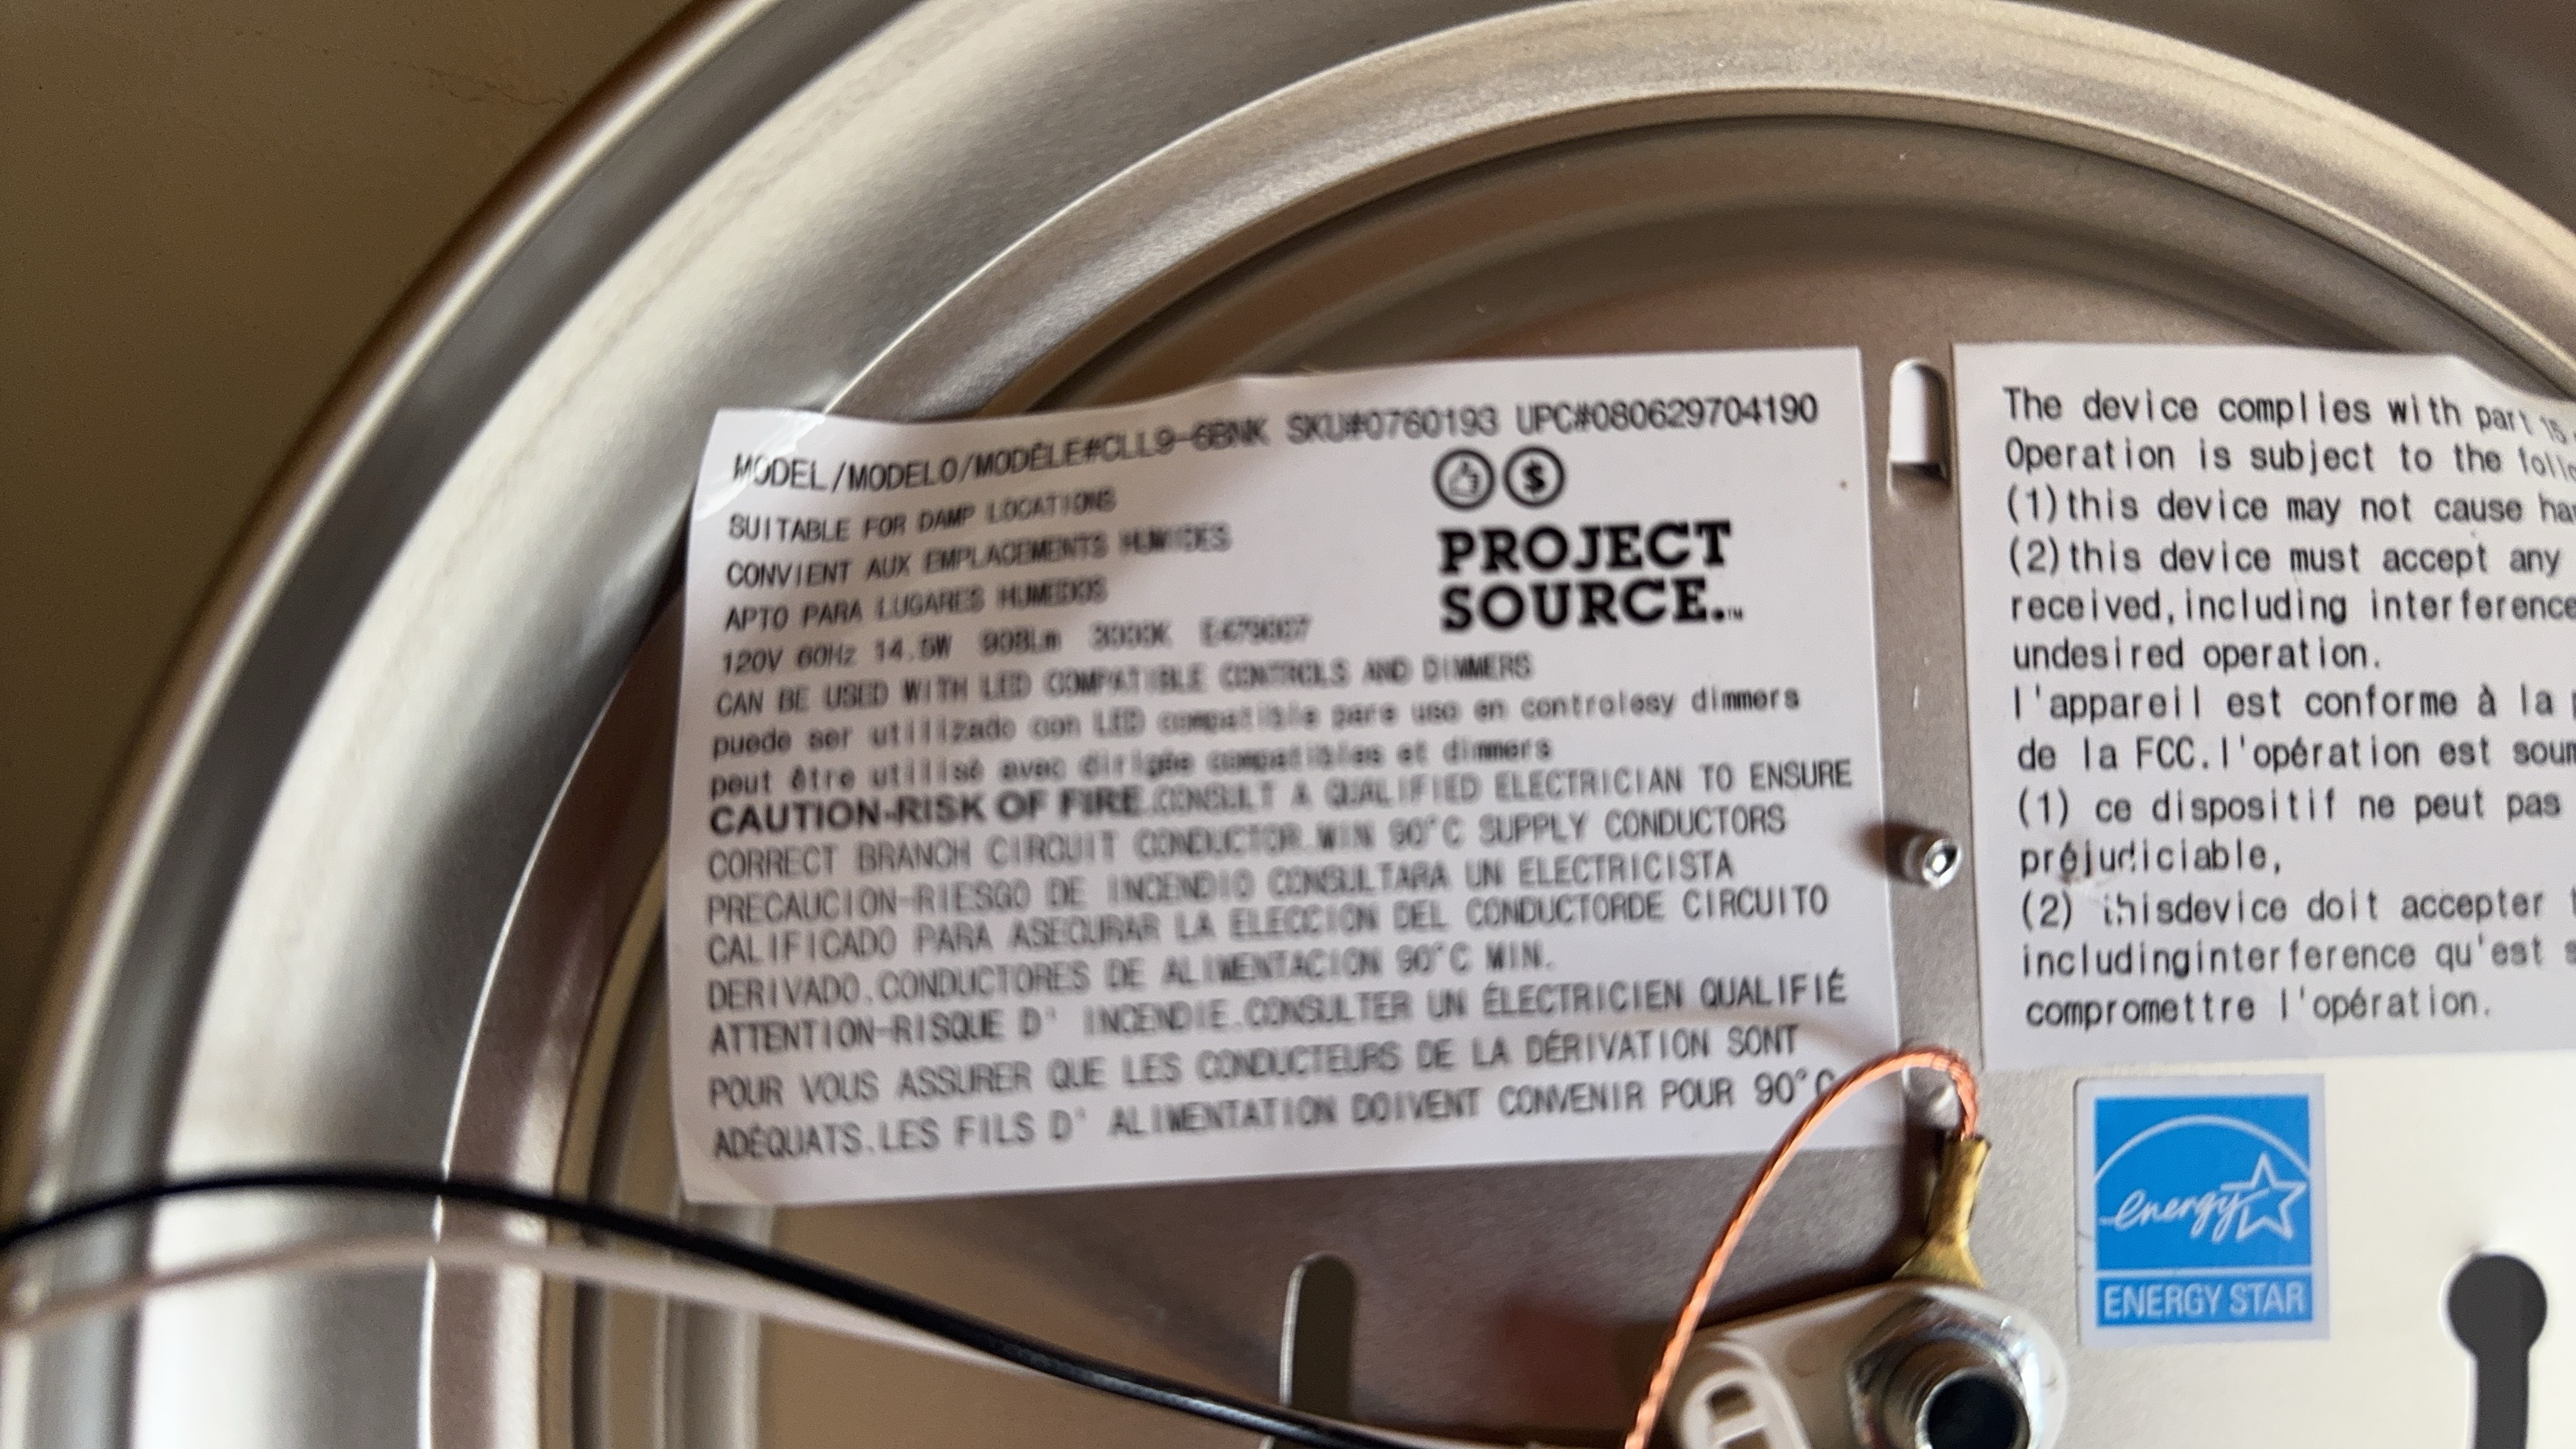 MODEL/MODELO/MODÈLE#CLL9-6BNK SKU#0760193 UPC#080629704190
SUITABLE FOR DAMP LOCATIONS
CONVIENT AUX EMPLACEMENTS HUMIDES
APTO PARA LUGARES HUMEDOS
120V 60Hz 14.5W 908Lm 3000K
$
PROJECT
SOURCE.™
CAN BE USED WITH LED COMPATIBLE CONTROLS AND DIMMERS
puede ser utilizado con LED compatible para uso en controlesy dimmers
peut être utilisé avec dirigée compatibles et dimmers
CAUTION-RISK OF FIRE.CONSULT A QUALIFIED ELECTRICIAN TO ENSURE
CORRECT BRANCH CIRCUIT CONDUCTOR.MIN 90°C SUPPLY CONDUCTORS
PRECAUCION-RIESGO DE INCENDIO CONSULTARA UN ELECTRICISTA
CALIFICADO PARA ASEGURAR LA ELECCION DEL CONDUCTORDE CIRCUITO
DERIVADO.CONDUCTORES DE ALIMENTACION 90°C MIN.
ATTENTION-RISQUE D' INCENDIE.CONSULTER UN ÉLECTRICIEN QUALIFIÉ
POUR VOUS ASSURER QUE LES CONDUCTEURS DE LA DÉRIVATION SONT
ADÉQUATS.LES FILS D' ALIMENTATION DOIVENT CONVENIR POUR 90°C
The device complies with part 15
Operation is subject to the
(1)this device may not cause
(2)this device must accept any
received,including interference
undesired operation.
l'appareil est conforme à la
de la FCC.l'opération est
(1) ce dispositif ne peut pas
préjudiciable,
(2) thisdevice doit accepter
includinginterference qu'est
compromettre l'opération.
energy
ENERGY STAR